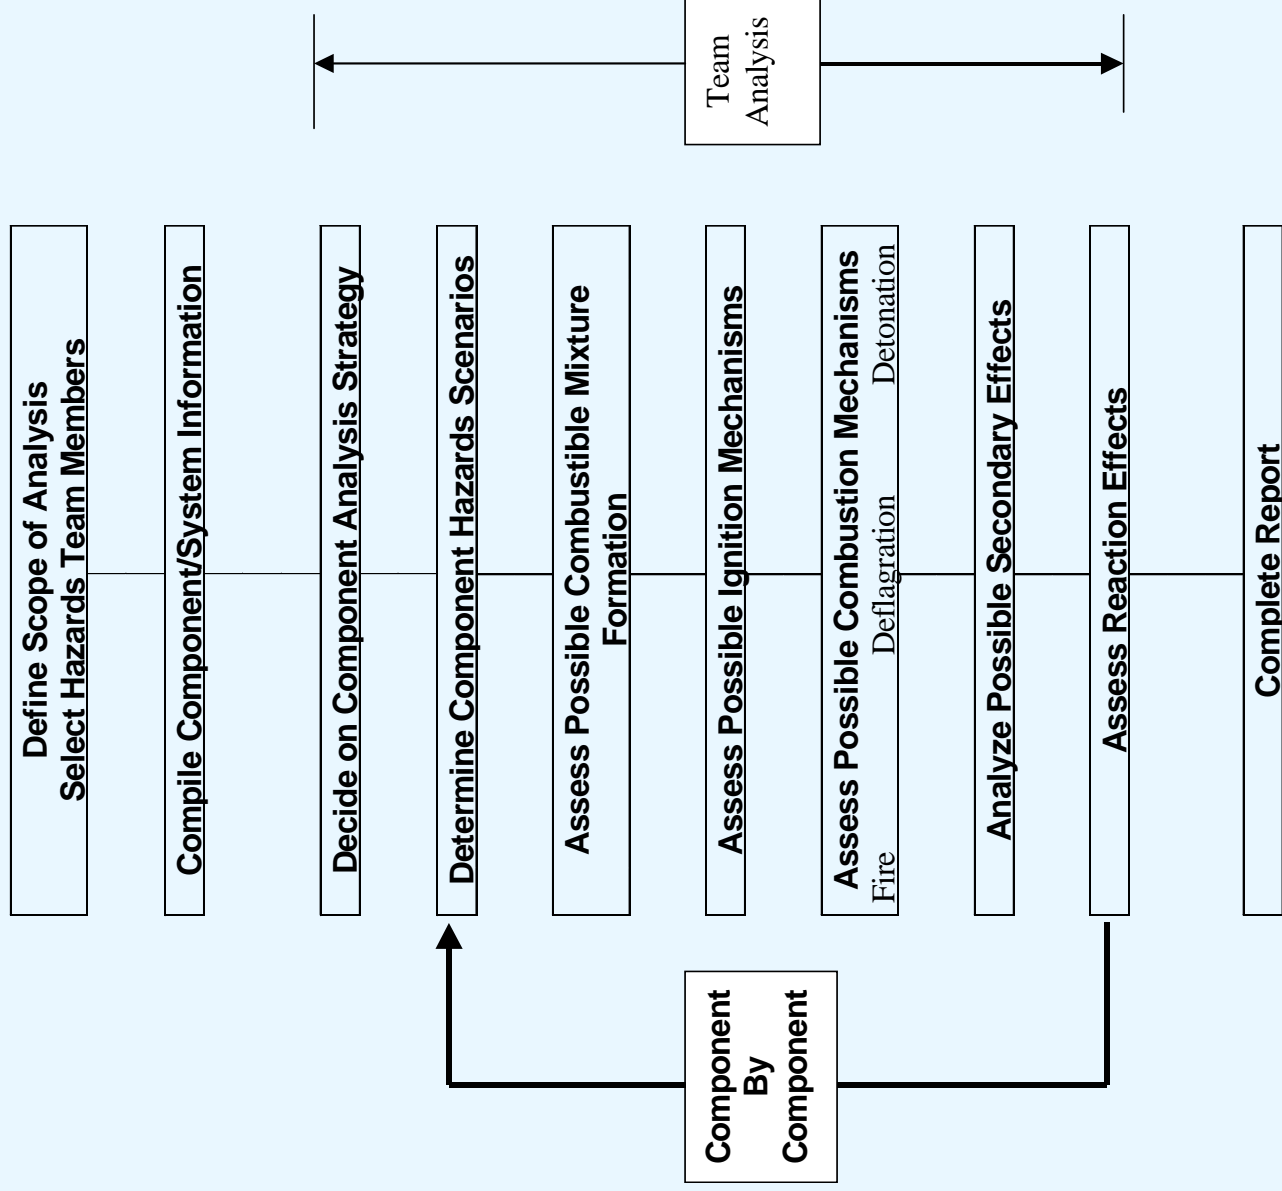 Define Scope of Analysis
Select Hazards Team Members
Compile Component/System Information
Decide on Component Analysis Strategy
Determine Component Hazards Scenarios
Assess Possible Combustible Mixture
Formation
Assess Possible Ignition Mechanisms
Assess Possible Combustion Mechanisms
Fire Deflagration Detonation
Analyze Possible Secondary Effects
Assess Reaction Effects
Complete Report
Component
By
Component
Team
Analysis